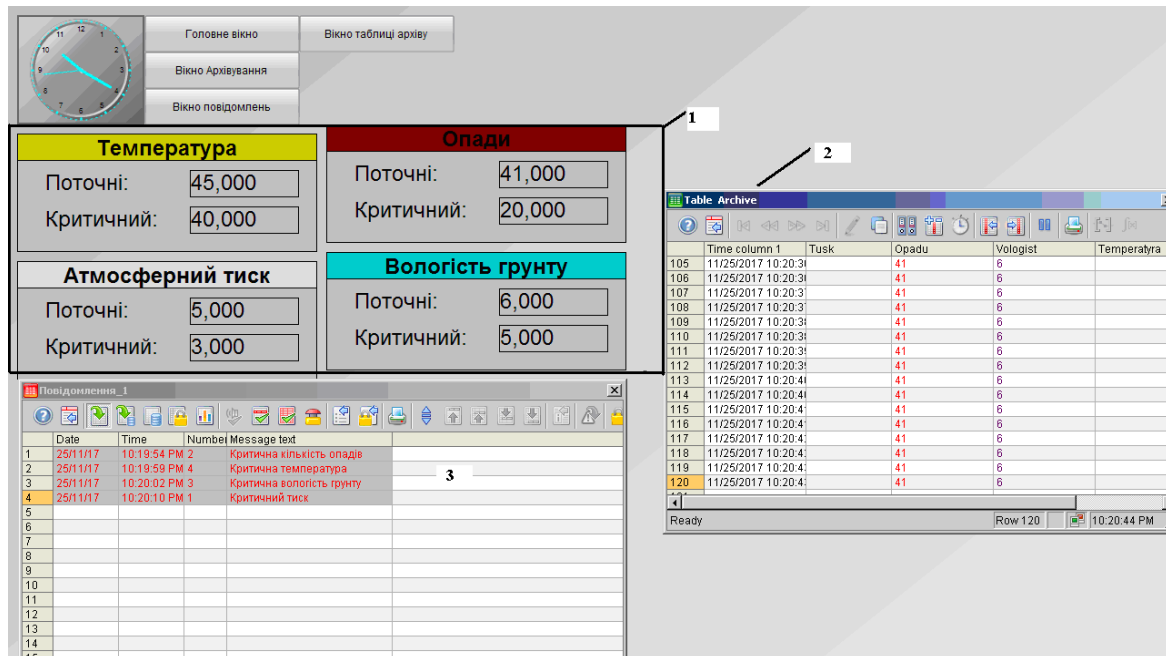 12 1 2 3 4 5 6 7 8 9 10 11
Головне вікно
Вікно таблиці архіву
Вікно Архівування
Вікно повідомлень
1
Температура
Поточні: 45,000
Критичний: 40,000
Опади
Поточні: 41,000
Критичний: 20,000
Атмосферний тиск
Поточні: 5,000
Критичний: 3,000
Вологість грунту
Поточні: 6,000
Критичний: 5,000
2
Table Archive
Time column 1 Tusk Opadu Vologist Temperatyra
105 11/25/2017 10:20:3 41 6
106 11/25/2017 10:20:3 41 6
107 11/25/2017 10:20:3 41 6
108 11/25/2017 10:20:3 41 6
109 11/25/2017 10:20:3 41 6
110 11/25/2017 10:20:3 41 6
111 11/25/2017 10:20:3 41 6
112 11/25/2017 10:20:3 41 6
113 11/25/2017 10:20:4 41 6
114 11/25/2017 10:20:4 41 6
115 11/25/2017 10:20:4 41 6
116 11/25/2017 10:20:4 41 6
117 11/25/2017 10:20:4 41 6
118 11/25/2017 10:20:4 41 6
119 11/25/2017 10:20:4 41 6
120 11/25/2017 10:20:4 41 6
Ready Row 120 10:20:44 PM
Повідомлення_1
Date Time Number Message text
1 25/11/17 10:19:54 PM 2 Критична кількість опадів
2 25/11/17 10:19:59 PM 4 Критична температура
3 25/11/17 10:20:02 PM 3 Критична вологість грунту
4 25/11/17 10:20:10 PM 1 Критичний тиск
3
5
6
7
8
9
10
11
12
13
14